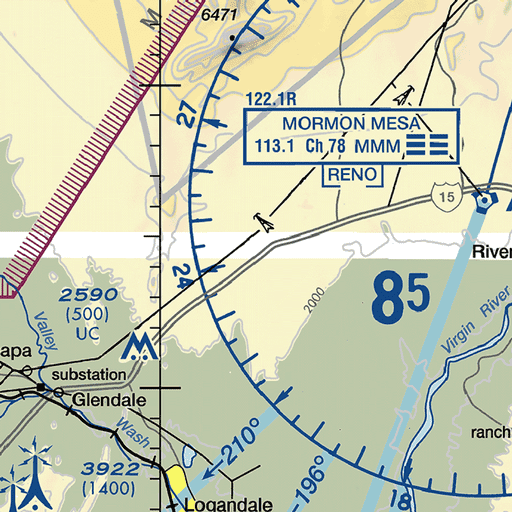 6471
27
122.1R
MORMON MESA
113.1 Ch 78 MMM
RENO
15
River
24
2590
(500)
UC
85
2000
Valley
Virgin River
apa
substation
Glendale
Wash
210°
ranch
3922
(1400)
196°
18
Logandale